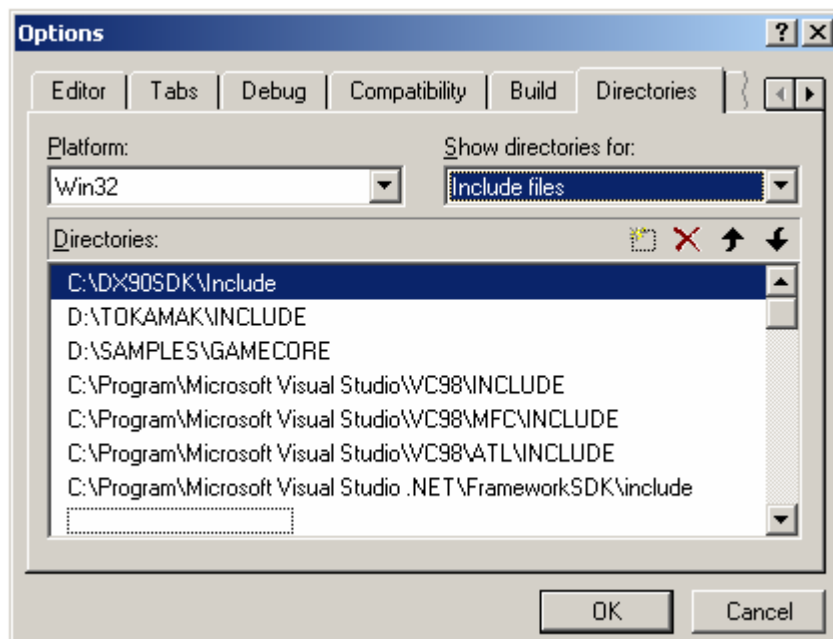 Options
Editor Tabs Debug Compatibility Build Directories
Platform: Show directories for:
Win32 Include files
Directories:
C:\DX90SDK\Include
D:\TOKAMAK\INCLUDE
D:\SAMPLES\GAMECORE
C:\Program\Microsoft Visual Studio\VC98\INCLUDE
C:\Program\Microsoft Visual Studio\VC98\MFC\INCLUDE
C:\Program\Microsoft Visual Studio\VC98\ATL\INCLUDE
C:\Program\Microsoft Visual Studio .NET\FrameworkSDK\include
OK Cancel